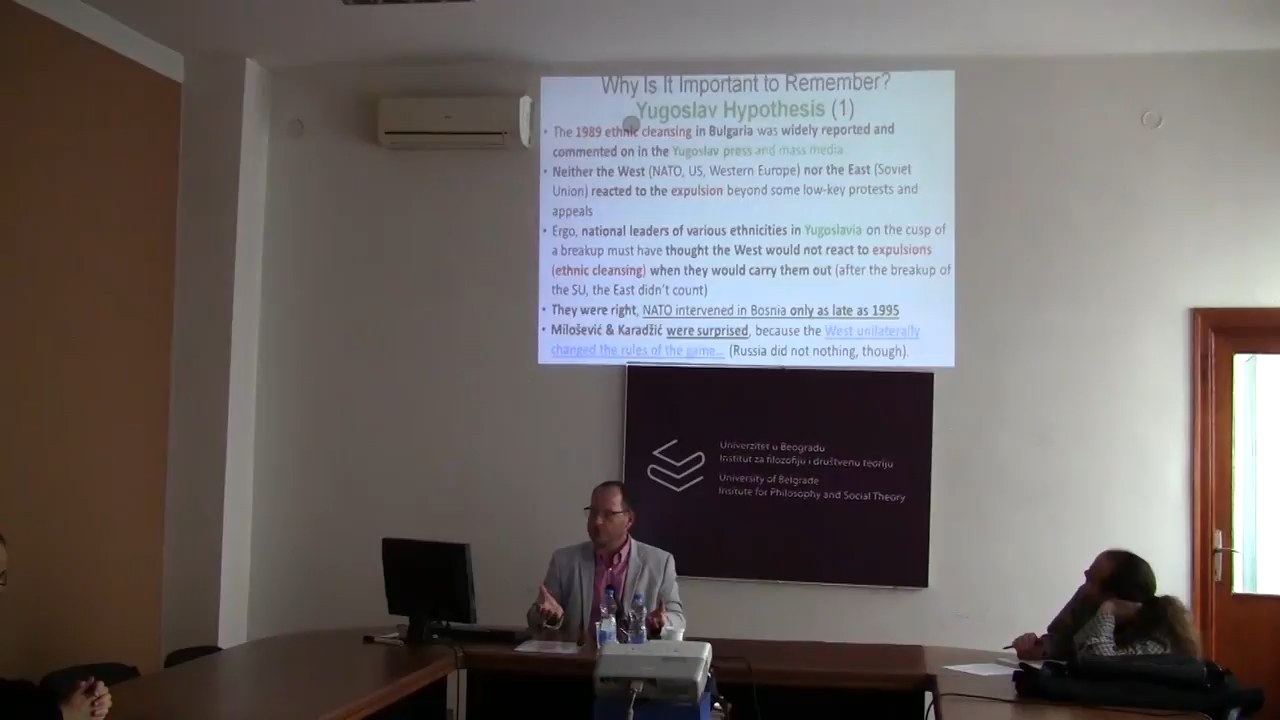 Why Is It Important to Remember?
Yugoslav Hypothesis (1)
• The 1989 ethnic cleansing in Bulgaria was widely reported and
commented on in the Yugoslav press and mass media
• Neither the West (NATO, US, Western Europe) nor the East (Soviet
Union) reacted to the expulsion beyond some low-key protests and
appeals
• Ergo, national leaders of various ethnicities in Yugoslavia on the cusp of
a breakup must have thought the West would not react to expulsions
(ethnic cleansing) when they would carry them out (after the breakup of
the SU, the East didn't count)
• They were right, NATO intervened in Bosnia only as late as 1995
• Milošević & Karadžić were surprised, because the West unilaterally
changed the rules of the game... (Russia did not nothing, though).
Univerzitet u Beogradu
Institut za filozofiju i društvenu teoriju
University of Belgrade
Institute for Philosophy and Social Theory